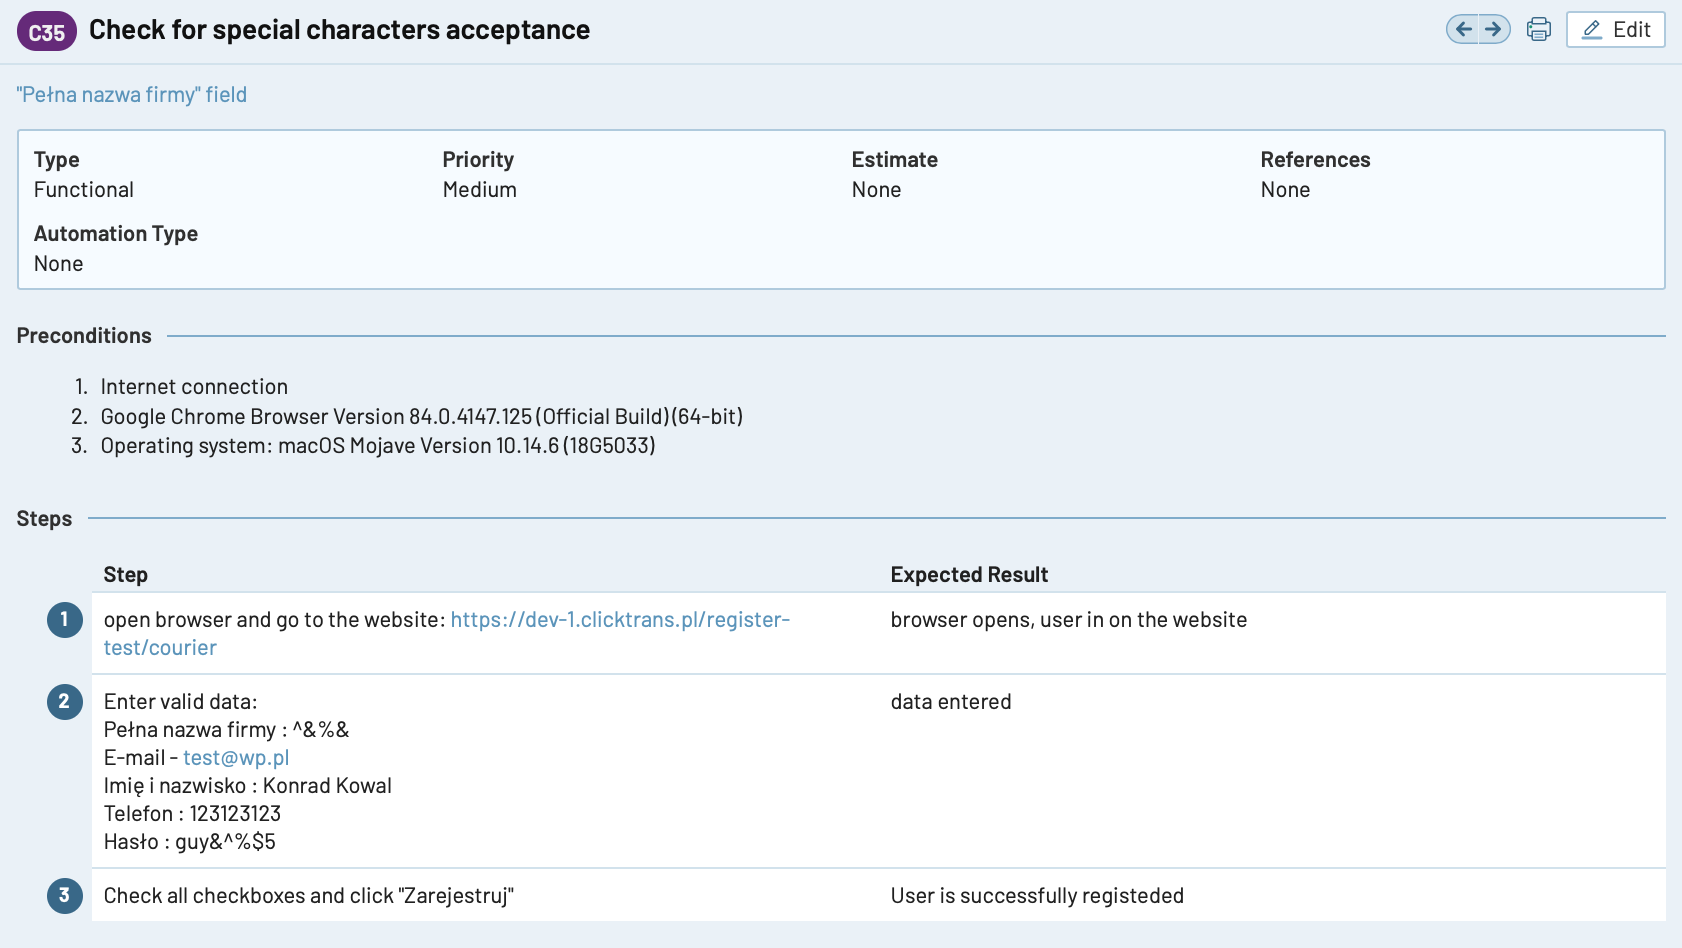 C35 Check for special characters acceptance
Edit
"Pełna nazwa firmy" field
Type Priority Estimate References
Functional Medium None None
Automation Type
None
Preconditions
1. Internet connection
2. Google Chrome Browser Version 84.0.4147.125 (Official Build) (64-bit)
3. Operating system: macOS Mojave Version 10.14.6 (18G5033)
Steps
Step Expected Result
1 open browser and go to the website: https://dev-1.clicktrans.pl/register- browser opens, user in on the website
test/courier
2 Enter valid data: data entered
Pełna nazwa firmy : ^&%&
E-mail - test@wp.pl
Imię i nazwisko : Konrad Kowal
Telefon : 123123123
Hasło : guy&^%$5
3 Check all checkboxes and click "Zarejestruj" User is successfully registeded